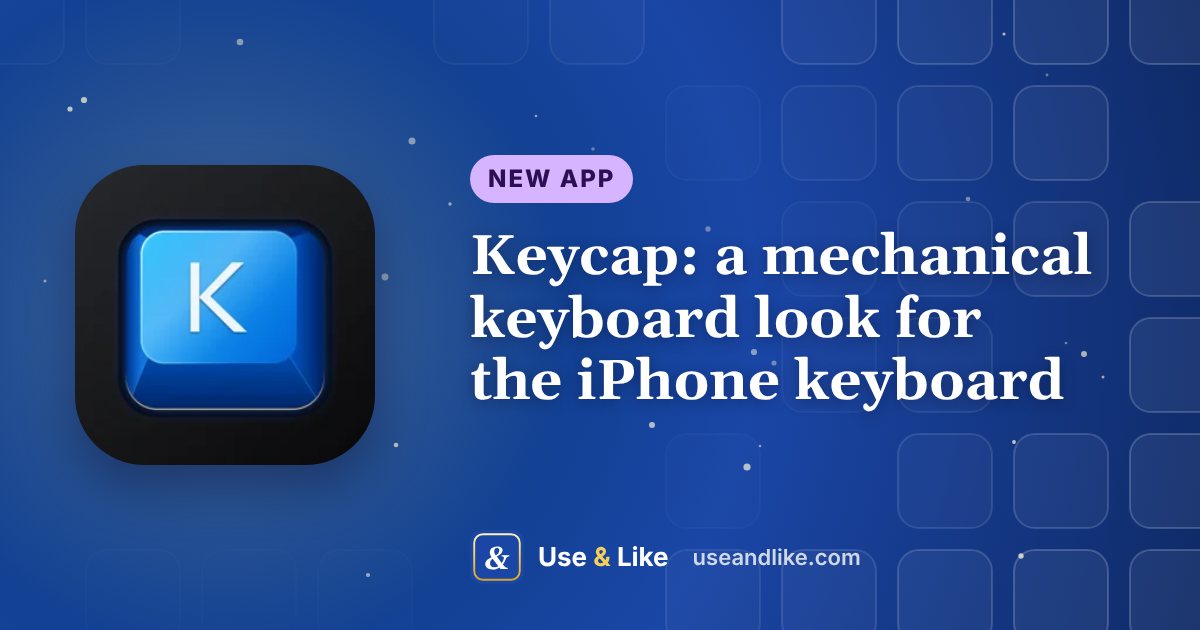 K
NEW APP
Keycap: a mechanical
keyboard look for
the iPhone keyboard
& Use & Like useandlike.com